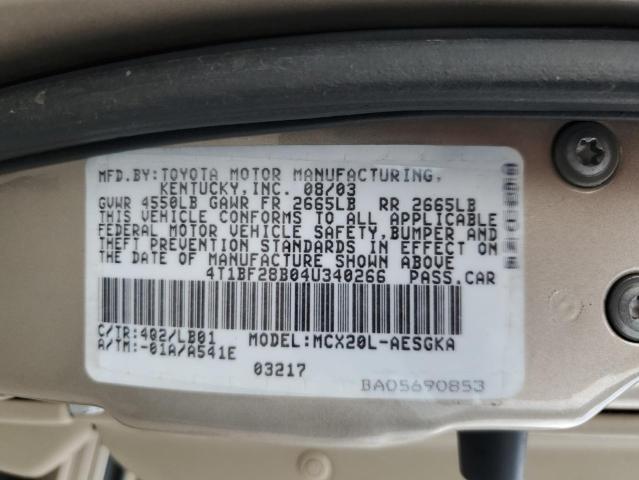 MFD.BY:TOYOTA MOTOR MANUFACTURING,
KENTUCKY,INC. 08/03
GVWR 4550LB GAWR FR 2665LB RR 2665LB
THIS VEHICLE CONFORMS TO ALL APPLICABLE
FEDERAL MOTOR VEHICLE SAFETY,BUMPER AND
THEFT PREVENTION STANDARDS IN EFFECT ON
THE DATE OF MANUFACTURE SHOWN ABOVE
4T1BF28B04U340266 PASS.CAR
C/TR:4Q2/LB01 MODEL:MCX20L-AESGKA
A/TM:-01A/A541E
03217
BA05690853